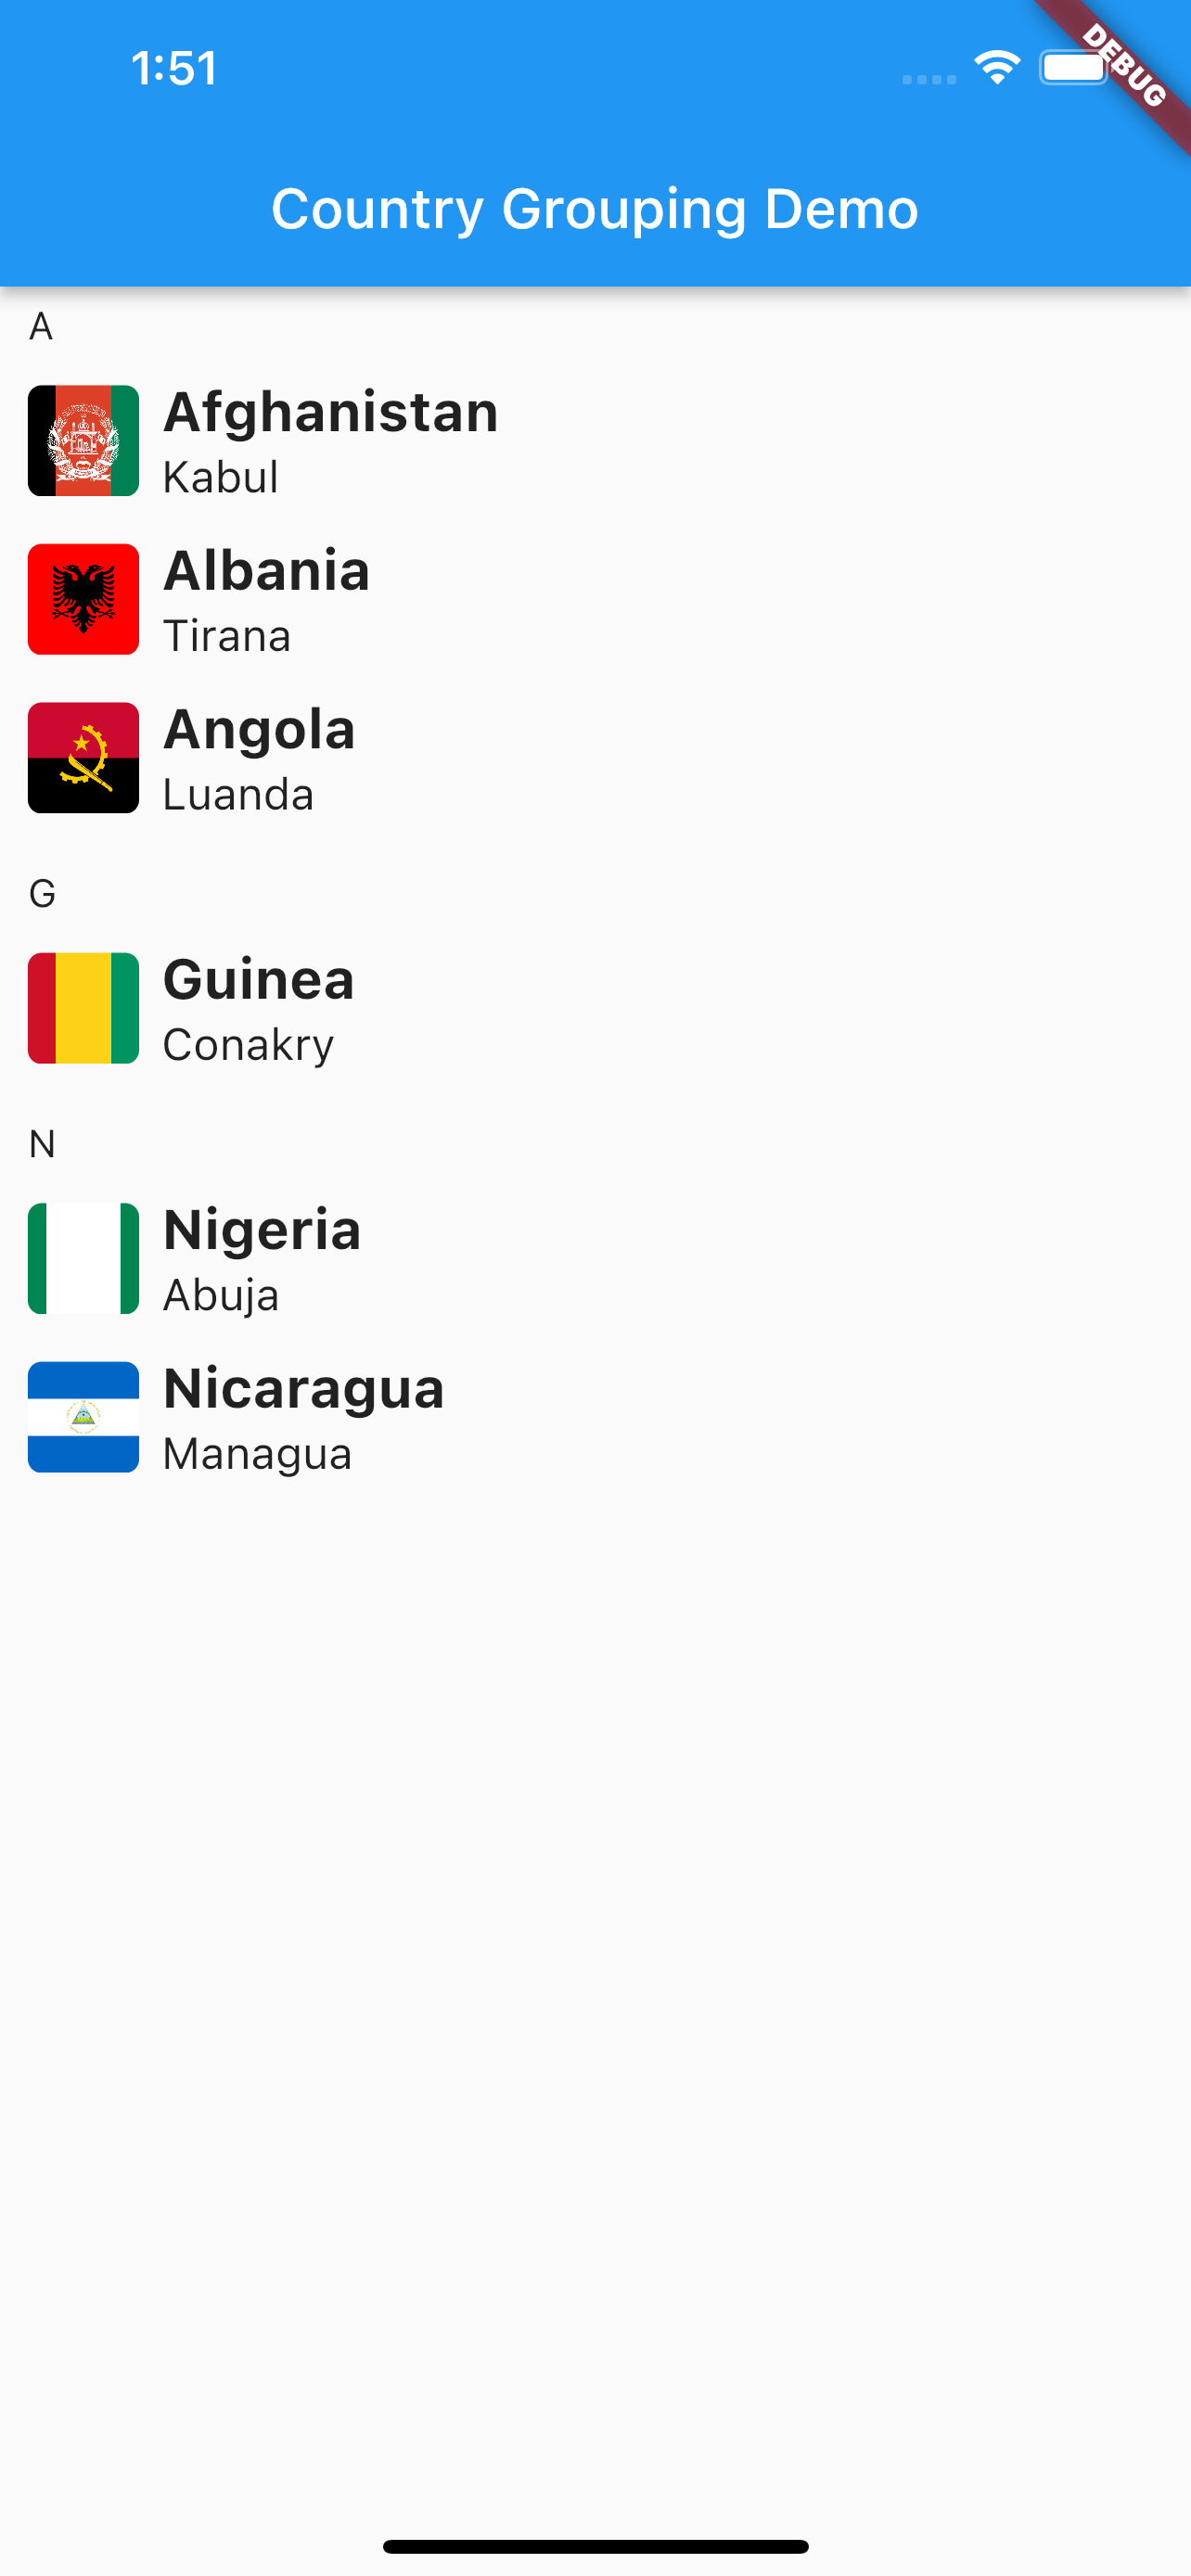 1:51
DEBUG
Country Grouping Demo
A
Afghanistan
Kabul
Albania
Tirana
Angola
Luanda
G
Guinea
Conakry
N
Nigeria
Abuja
Nicaragua
Managua